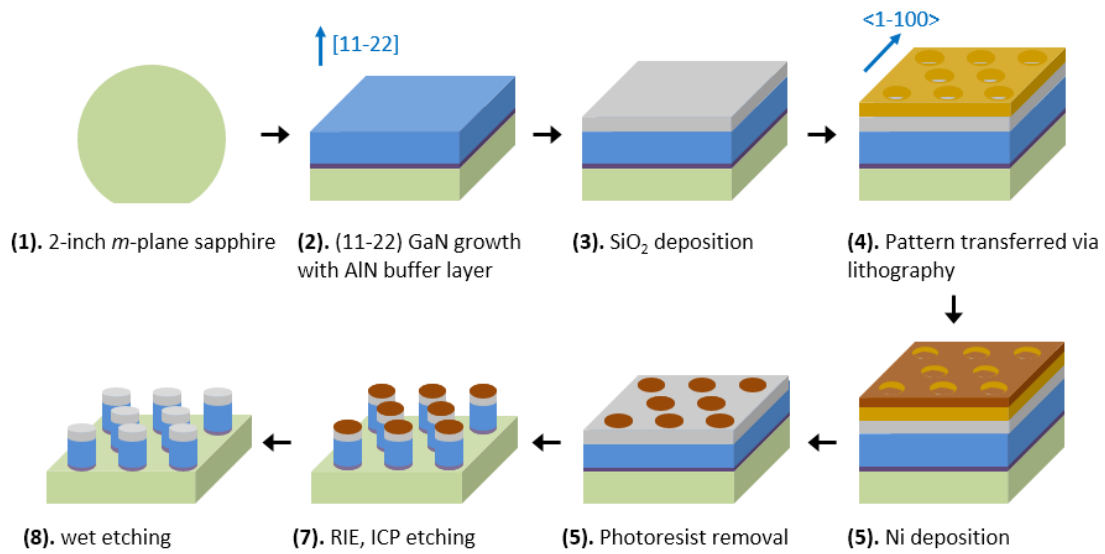 [11-22]
<1-100>
(1). 2-inch m-plane sapphire
(2). (11-22) GaN growth
with AlN buffer layer
(3). SiO₂ deposition
(4). Pattern transferred via
lithography
(8). wet etching
(7). RIE, ICP etching
(5). Photoresist removal
(5). Ni deposition